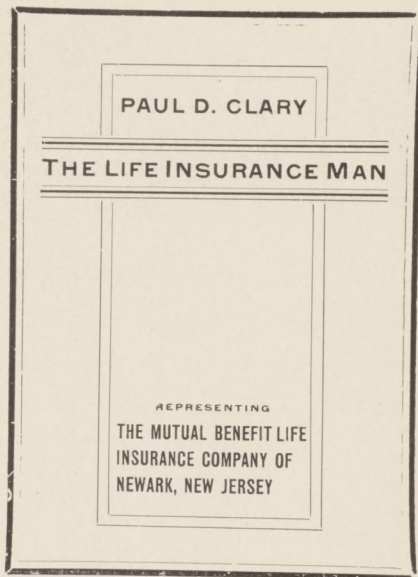 PAUL D. CLARY
THE LIFE INSURANCE MAN
REPRESENTING
THE MUTUAL BENEFIT LIFE
INSURANCE COMPANY OF
NEWARK, NEW JERSEY